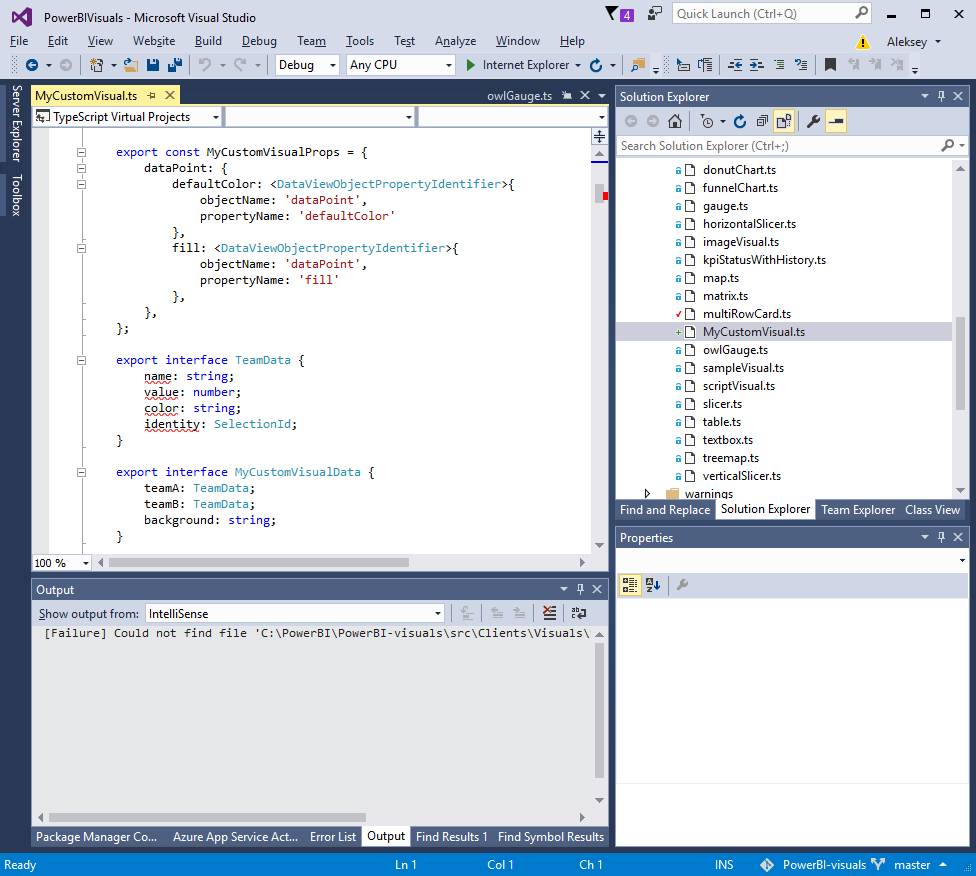 PowerBIVisuals - Microsoft Visual Studio
4
Quick Launch (Ctrl+Q)
File Edit View Website Build Debug Team Tools Test Analyze Window Help
Aleksey
Debug Any CPU Internet Explorer
Server Explorer
Toolbox
MyCustomVisual.ts
owlGauge.ts
TypeScript Virtual Projects
export const MyCustomVisualProps = {
dataPoint: {
defaultColor: <DataViewObjectPropertyIdentifier>{
objectName: 'dataPoint',
propertyName: 'defaultColor'
},
fill: <DataViewObjectPropertyIdentifier>{
objectName: 'dataPoint',
propertyName: 'fill'
},
},
};
export interface TeamData {
name: string;
value: number;
color: string;
identity: SelectionId;
}
export interface MyCustomVisualData {
teamA: TeamData;
teamB: TeamData;
background: string;
}
100 %
Output
Show output from: IntelliSense
[Failure] Could not find file 'C:\PowerBI\PowerBI-visuals\src\Clients\Visuals\
Package Manager Co... Azure App Service Act... Error List Output Find Results 1 Find Symbol Results
Solution Explorer
Search Solution Explorer (Ctrl+;)
donutChart.ts
funnelChart.ts
gauge.ts
horizontalSlicer.ts
imageVisual.ts
kpiStatusWithHistory.ts
map.ts
matrix.ts
multiRowCard.ts
MyCustomVisual.ts
owlGauge.ts
sampleVisual.ts
scriptVisual.ts
slicer.ts
table.ts
textbox.ts
treemap.ts
verticalSlicer.ts
warnings
Find and Replace Solution Explorer Team Explorer Class View
Properties
Ready Ln 1 Col 1 Ch 1 INS PowerBI-visuals master